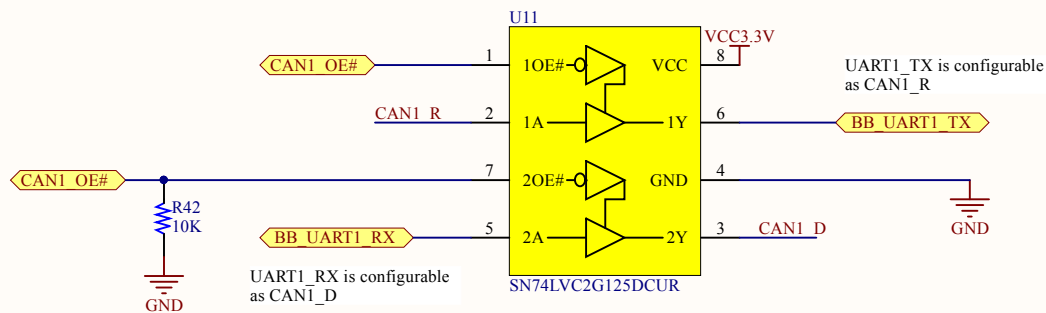 U11
VCC3.3V
CAN1_OE#
1
1OE#
VCC
8
UART1_TX is configurable
as CAN1_R
CAN1_R
2
1A
1Y
6
BB_UART1_TX
CAN1_OE#
7
2OE#
GND
4
R42
10K
GND
BB_UART1_RX
5
2A
2Y
3
CAN1_D
GND
UART1_RX is configurable
as CAN1_D
SN74LVC2G125DCUR